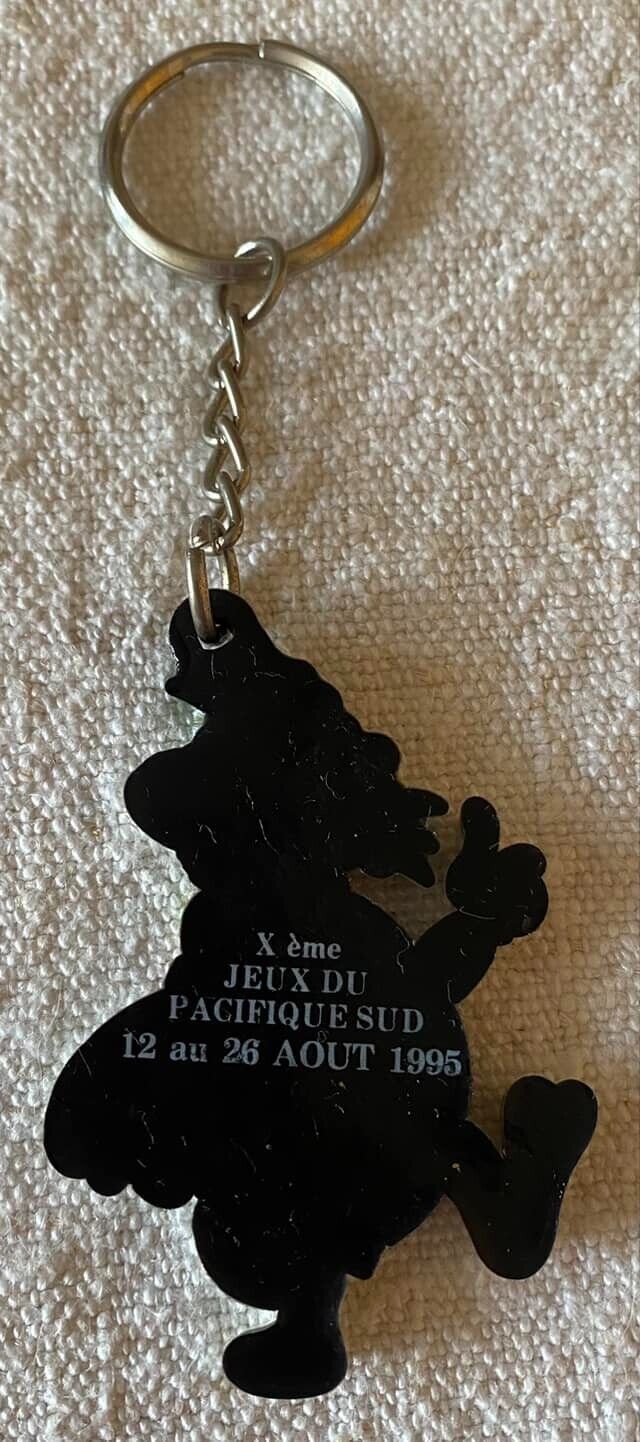 X ème
JEUX DU
PACIFIQUE SUD
12 au 26 AOUT 1995